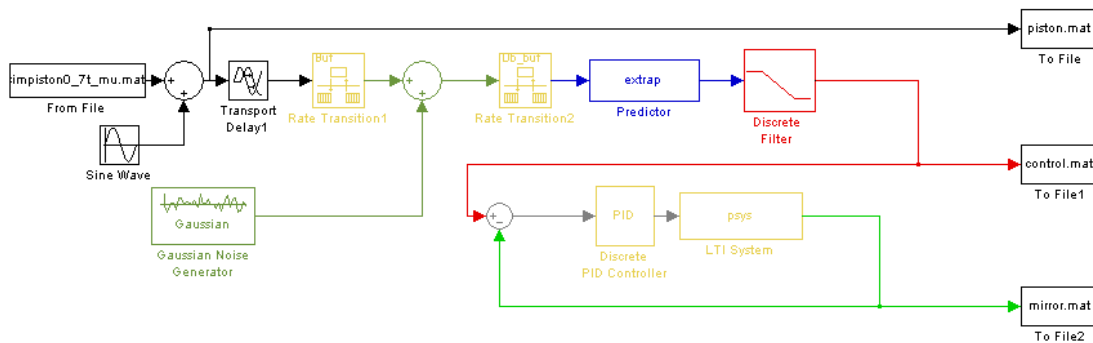 piston.mat
To File
simpiston0_7t_mu.mat
From File
+
+
Transport
Delay1
Buf
Rate Transition1
+
+
Db_buf
Rate Transition2
extrap
Predictor
Discrete
Filter
Sine Wave
control.mat
To File1
Gaussian
Gaussian Noise
Generator
+
−
PID
Discrete
PID Controller
psys
LTI System
mirror.mat
To File2